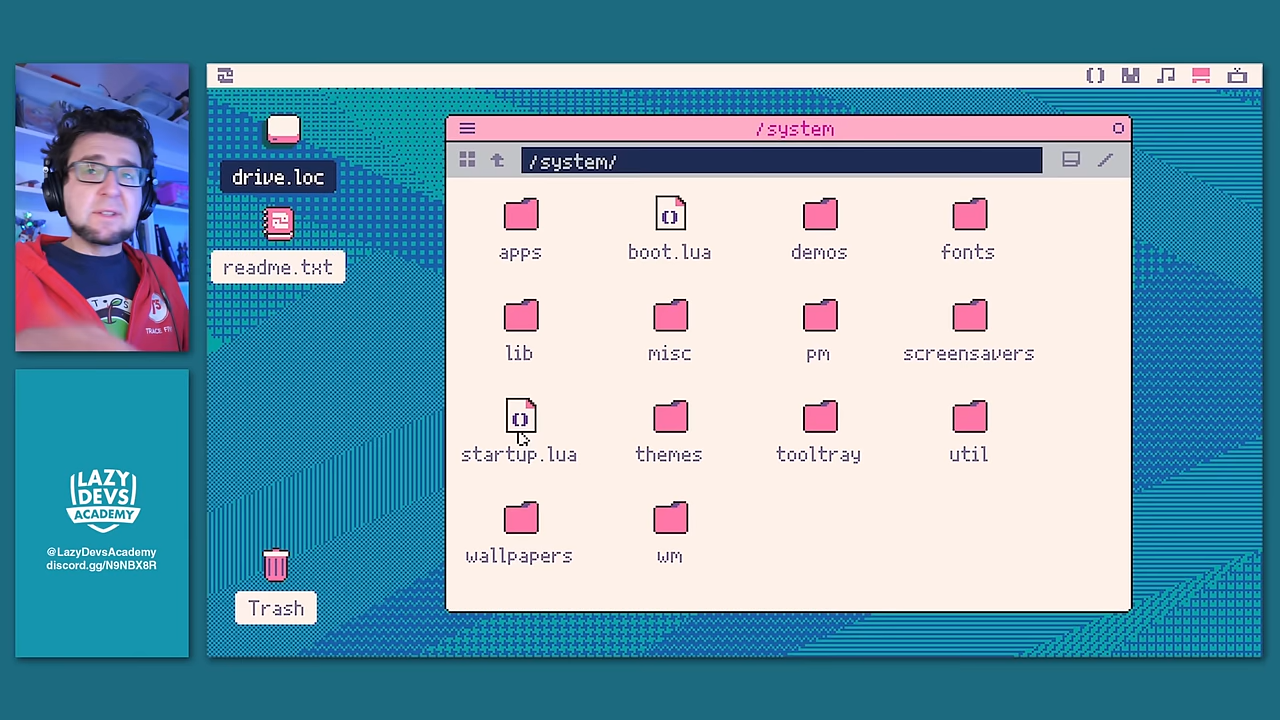 /system
/system/
drive.loc
readme.txt
Trash
apps
boot.lua
demos
fonts
lib
misc
pm
screensavers
startup.lua
themes
tooltray
util
wallpapers
wm
LAZY
DEVS
ACADEMY
@LazyDevsAcademy
discord.gg/N9NBX8R